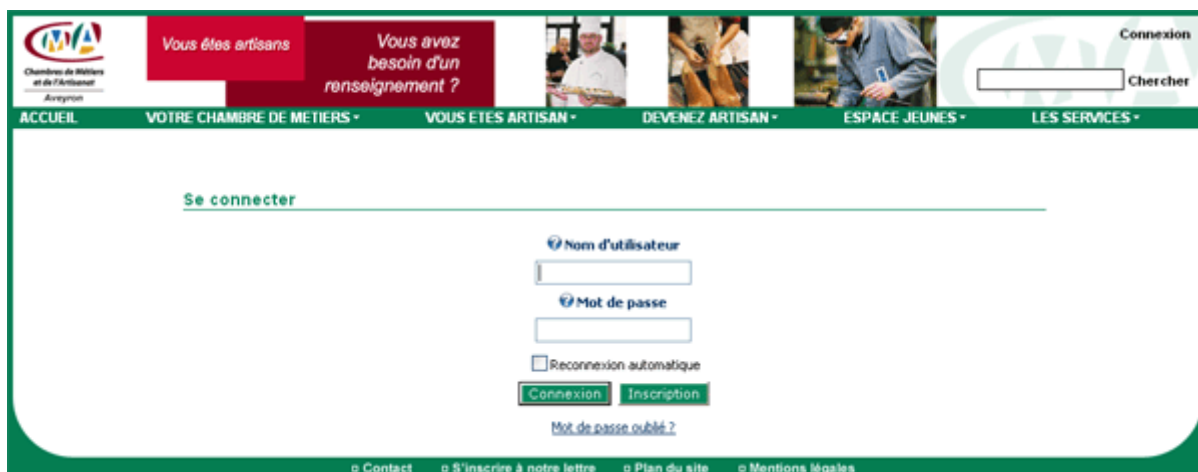 CMA
Chambres de Métiers
et de l'Artisanat
Aveyron
Vous êtes artisans
Vous avez
besoin d'un
renseignement ?
Connexion
Chercher
ACCUEIL
VOTRE CHAMBRE DE METIERS
VOUS ETES ARTISAN
DEVENEZ ARTISAN
ESPACE JEUNES
LES SERVICES
Se connecter
Nom d'utilisateur
Mot de passe
Reconnexion automatique
Connexion
Inscription
Mot de passe oublié ?
Contact
S'inscrire à notre lettre
Plan du site
Mentions légales